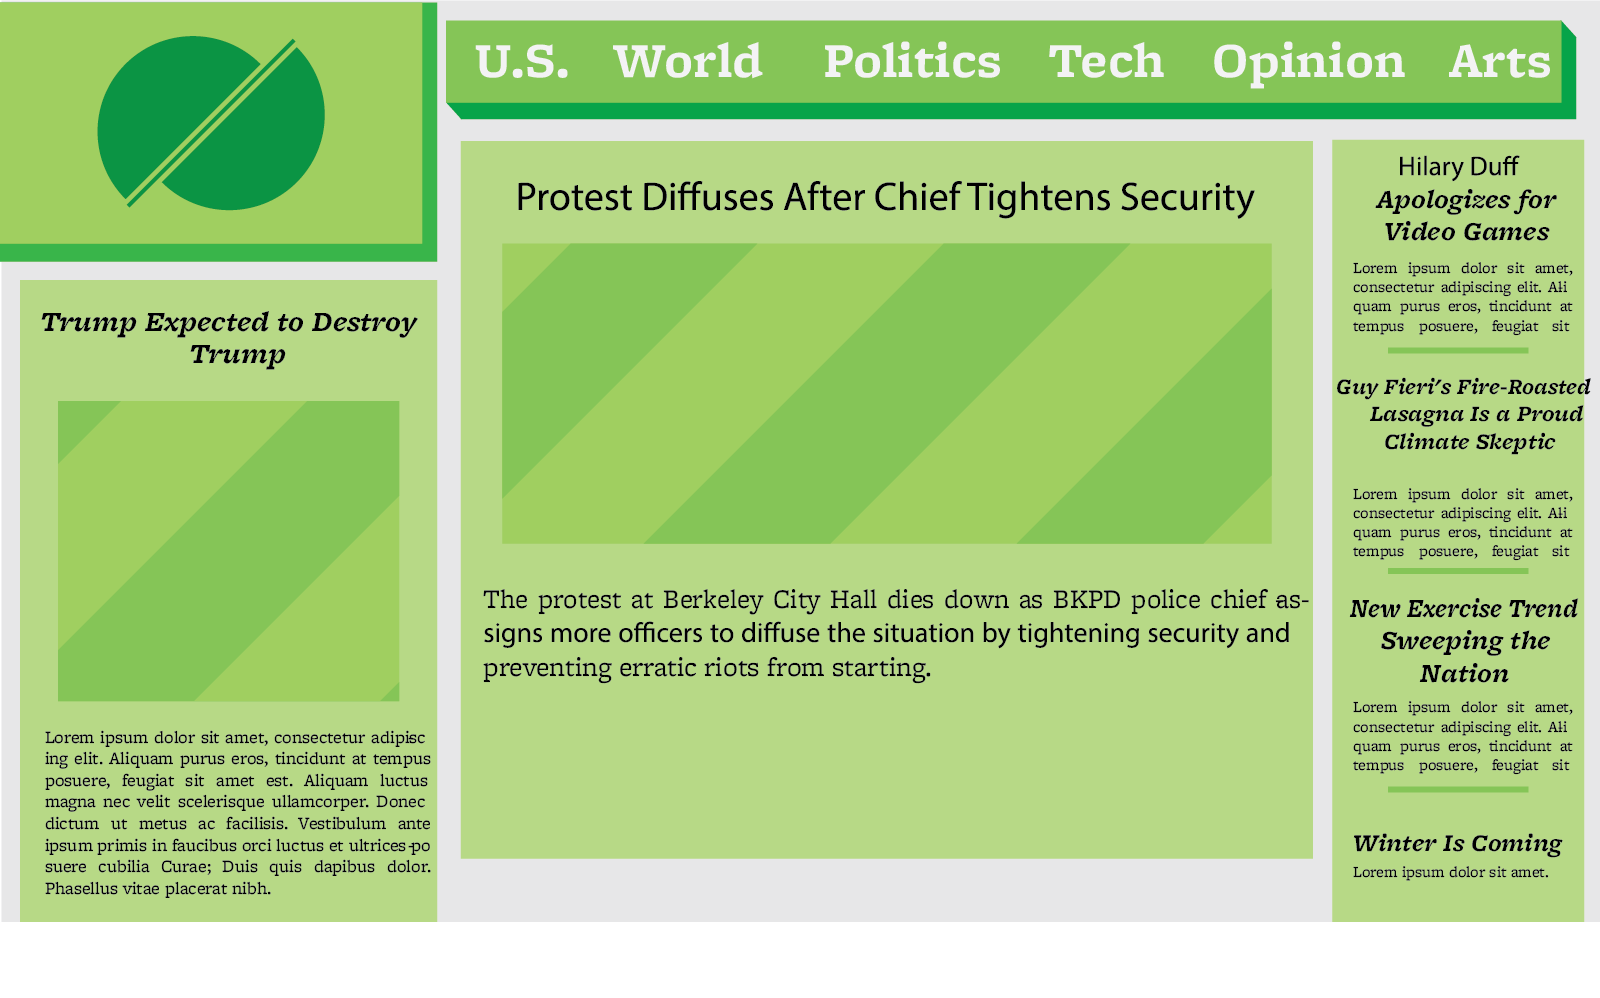 U.S. World Politics Tech Opinion Arts
Trump Expected to Destroy
Trump
Lorem ipsum dolor sit amet, consectetur adipisc
ing elit. Aliquam purus eros, tincidunt at tempus
posuere, feugiat sit amet est. Aliquam luctus
magna nec velit scelerisque ullamcorper. Donec
dictum ut metus ac facilisis. Vestibulum ante
ipsum primis in faucibus orci luctus et ultrices-po
suere cubilia Curae; Duis quis dapibus dolor.
Phasellus vitae placerat nibh.
Protest Diffuses After Chief Tightens Security
The protest at Berkeley City Hall dies down as BKPD police chief as-
signs more officers to diffuse the situation by tightening security and
preventing erratic riots from starting.
Hilary Duff
Apologizes for
Video Games
Lorem ipsum dolor sit amet,
consectetur adipiscing elit. Ali
quam purus eros, tincidunt at
tempus posuere, feugiat sit
Guy Fieri's Fire-Roasted
Lasagna Is a Proud
Climate Skeptic
Lorem ipsum dolor sit amet,
consectetur adipiscing elit. Ali
quam purus eros, tincidunt at
tempus posuere, feugiat sit
New Exercise Trend
Sweeping the
Nation
Lorem ipsum dolor sit amet,
consectetur adipiscing elit. Ali
quam purus eros, tincidunt at
tempus posuere, feugiat sit
Winter Is Coming
Lorem ipsum dolor sit amet.